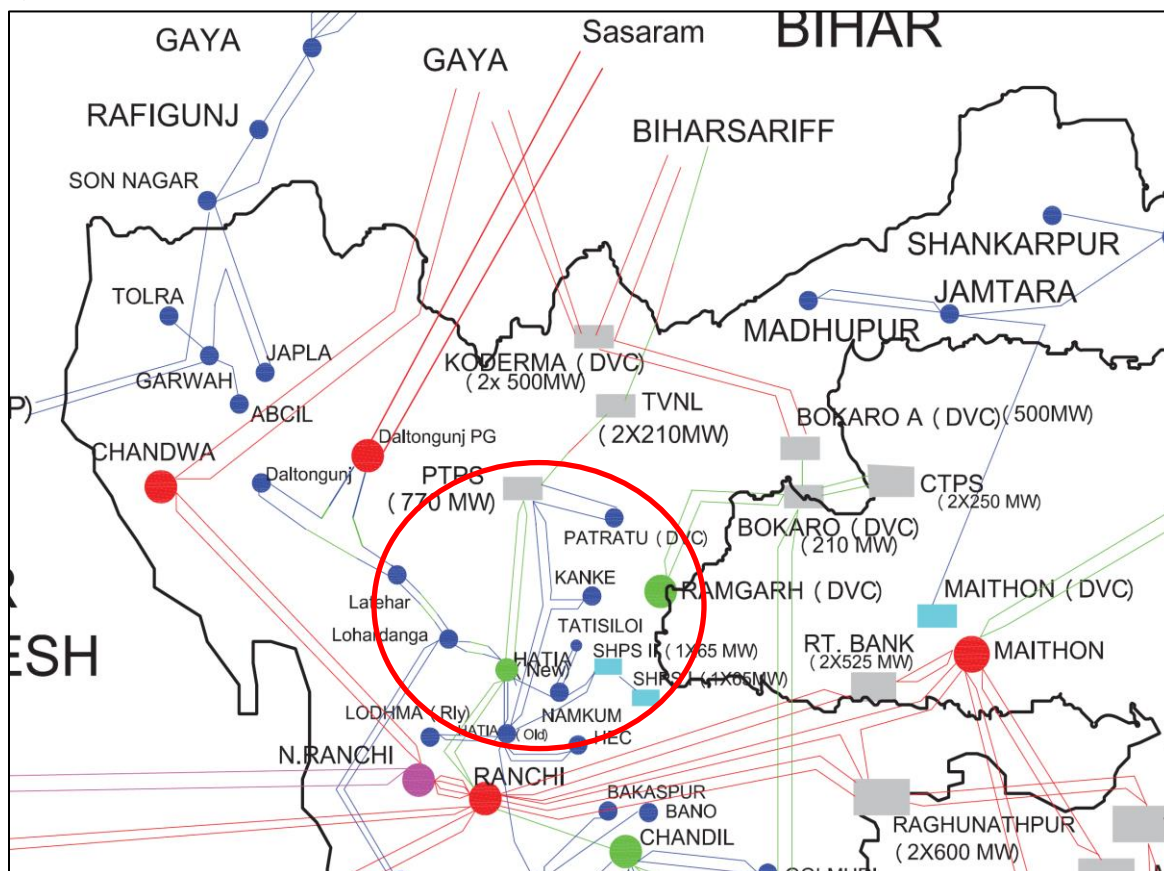 BIHAR
Sasaram
GAYA
GAYA
RAFIGUNJ
BIHARSARIFF
SON NAGAR
SHANKARPUR
TOLRA
JAMTARA
MADHUPUR
JAPLA
KODERMA (DVC)
(2x 500MW)
GARWAH
ABCIL
P)
TVNL
(2X210MW)
BOKARO A (DVC) (500MW)
Daltongunj PG
CHANDWA
Daltongunj
PTPS
(770 MW)
CTPS
(2X250 MW)
BOKARO (DVC)
(210 MW)
PATRATU (DVC)
KANKE
RAMGARH (DVC)
MAITHON (DVC)
Latehar
Lohardanga
TATISILOI
SHPS II (1X65 MW)
RT. BANK
(2X525 MW)
MAITHON
ESH
HATIA
(New)
SHPS I (1X65MW)
LODHMA (Rly)
NAMKUM
HATIA (Old)
HEC
N.RANCHI
RANCHI
BAKASPUR
BANO
CHANDIL
RAGHUNATHPUR
(2X600 MW)